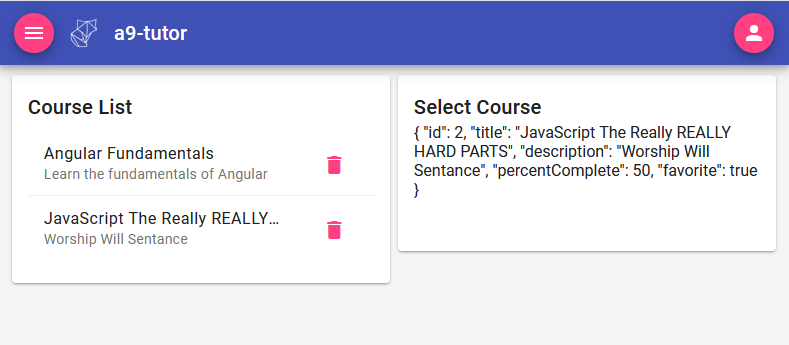 a9-tutor
Course List
Angular Fundamentals
Learn the fundamentals of Angular
JavaScript The Really REALLY…
Worship Will Sentance
Select Course
{ "id": 2, "title": "JavaScript The Really REALLY
HARD PARTS", "description": "Worship Will
Sentance", "percentComplete": 50, "favorite": true
}